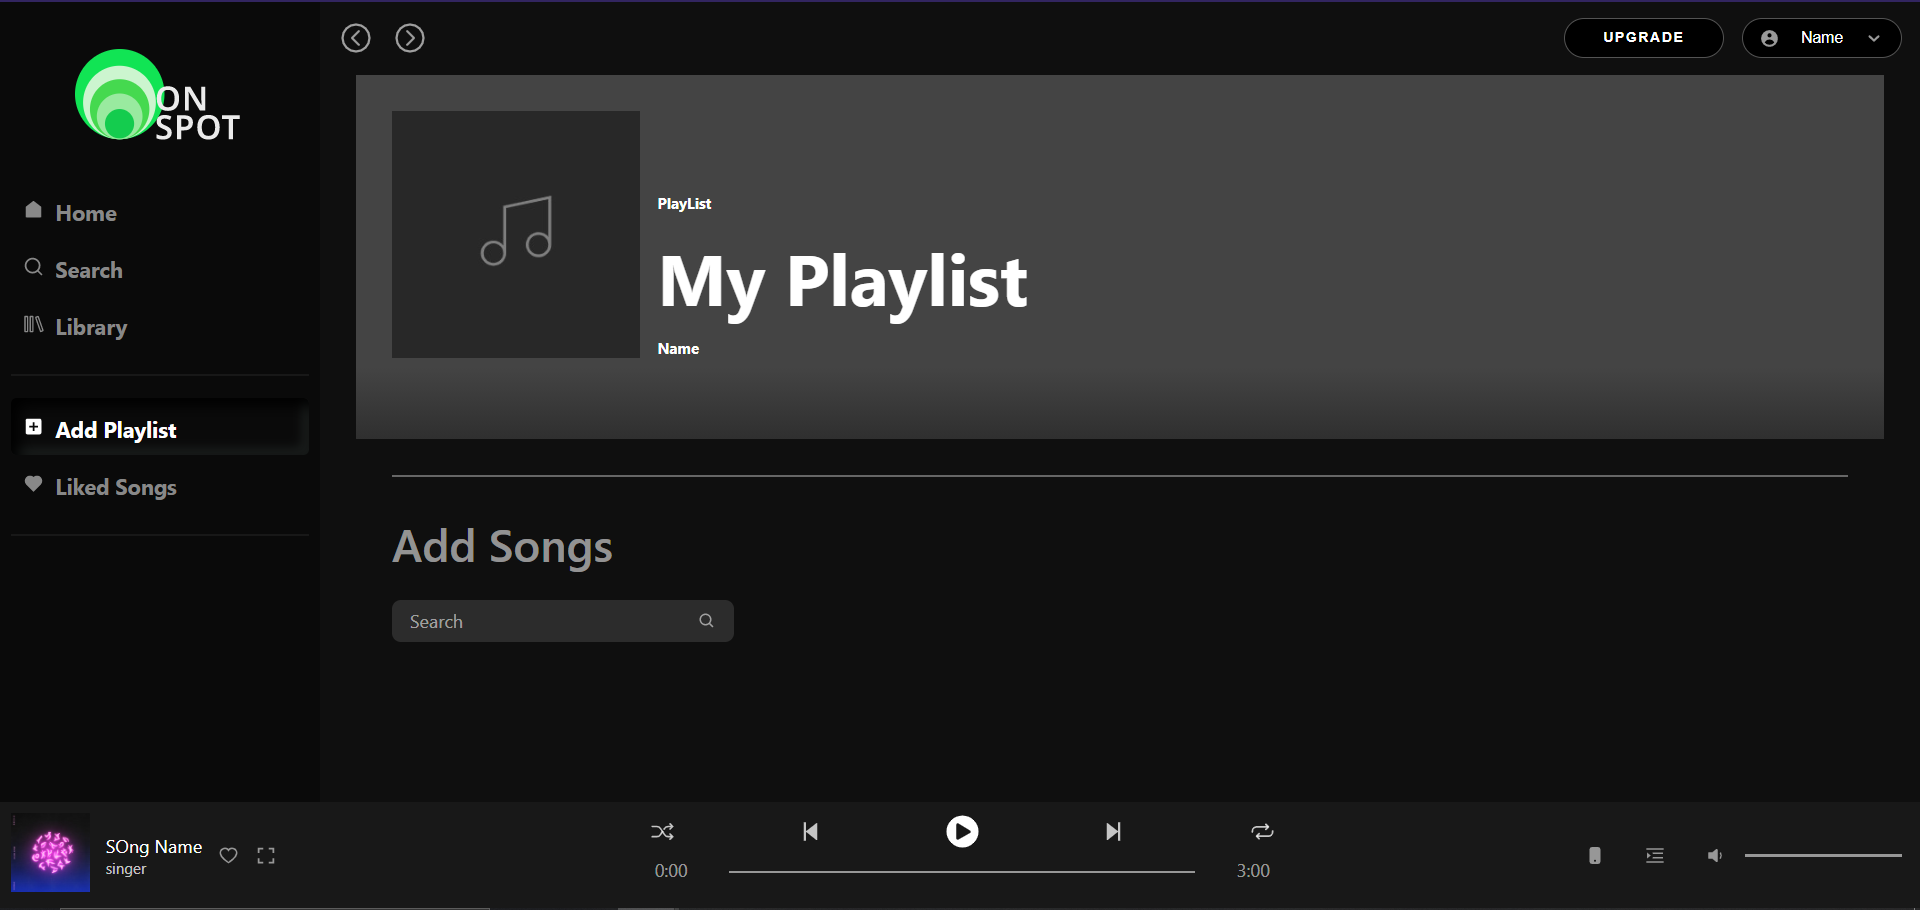 ON
SPOT
Home
Search
Library
Add Playlist
Liked Songs
UPGRADE
Name
PlayList
My Playlist
Name
Add Songs
Search
SOng Name
singer
0:00
3:00